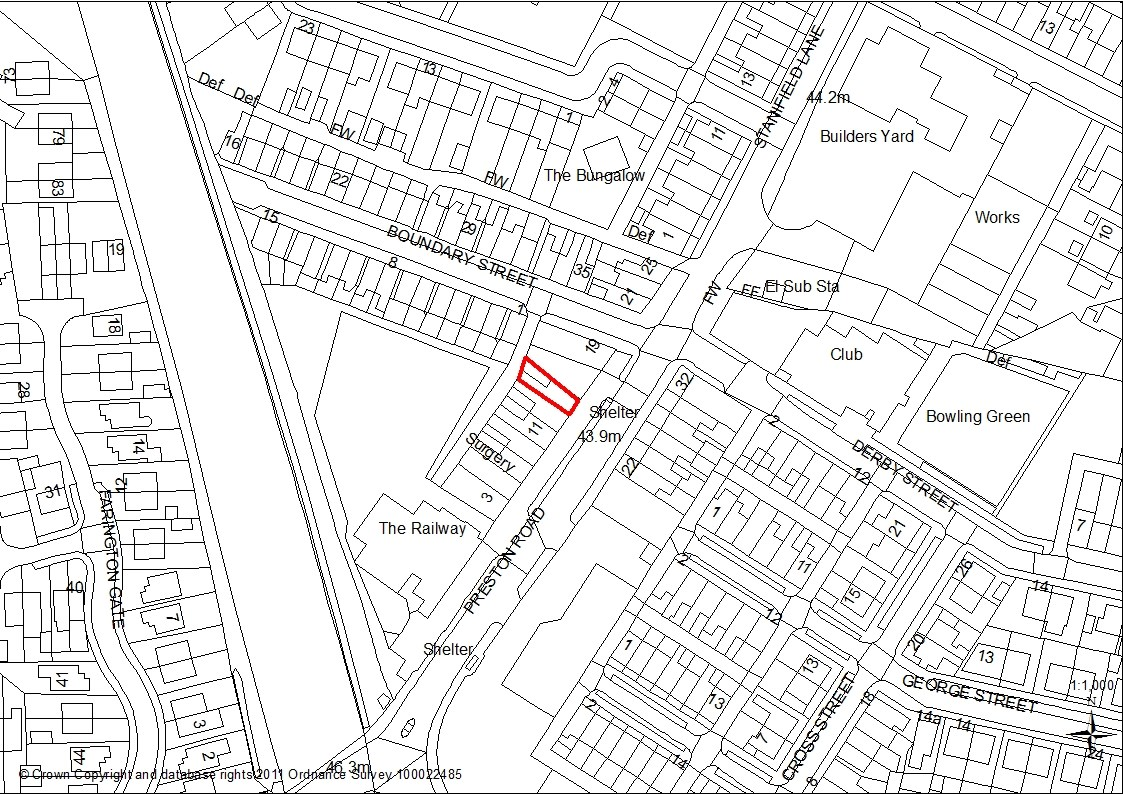 23
13
Def
Def
FW
16
22
FW
1
2
4
The Bungalow
13
11
STANIFIELD LANE
44.2m
Builders Yard
13
Works
10
79
83
19
15
BOUNDARY STREET
29
35
Def
1
25
21
8
1
19
FW
EF
El Sub Sta
Club
Def
Bowling Green
18
28
14
12
31
FARINGTON GATE
40
7
41
3
44
2
Surgery
11
3
The Railway
PRESTON ROAD
Shelter
43.9m
Shelter
32
22
2
DERBY STREET
12
1
11
21
15
26
20
7
14
13
2
12
1
13
2
14
13
7
CROSS STREET
18
8
GEORGE STREET
14a
14
24
1:1,000
N
46.3m
© Crown Copyright and database rights 2011 Ordnance Survey 100022485